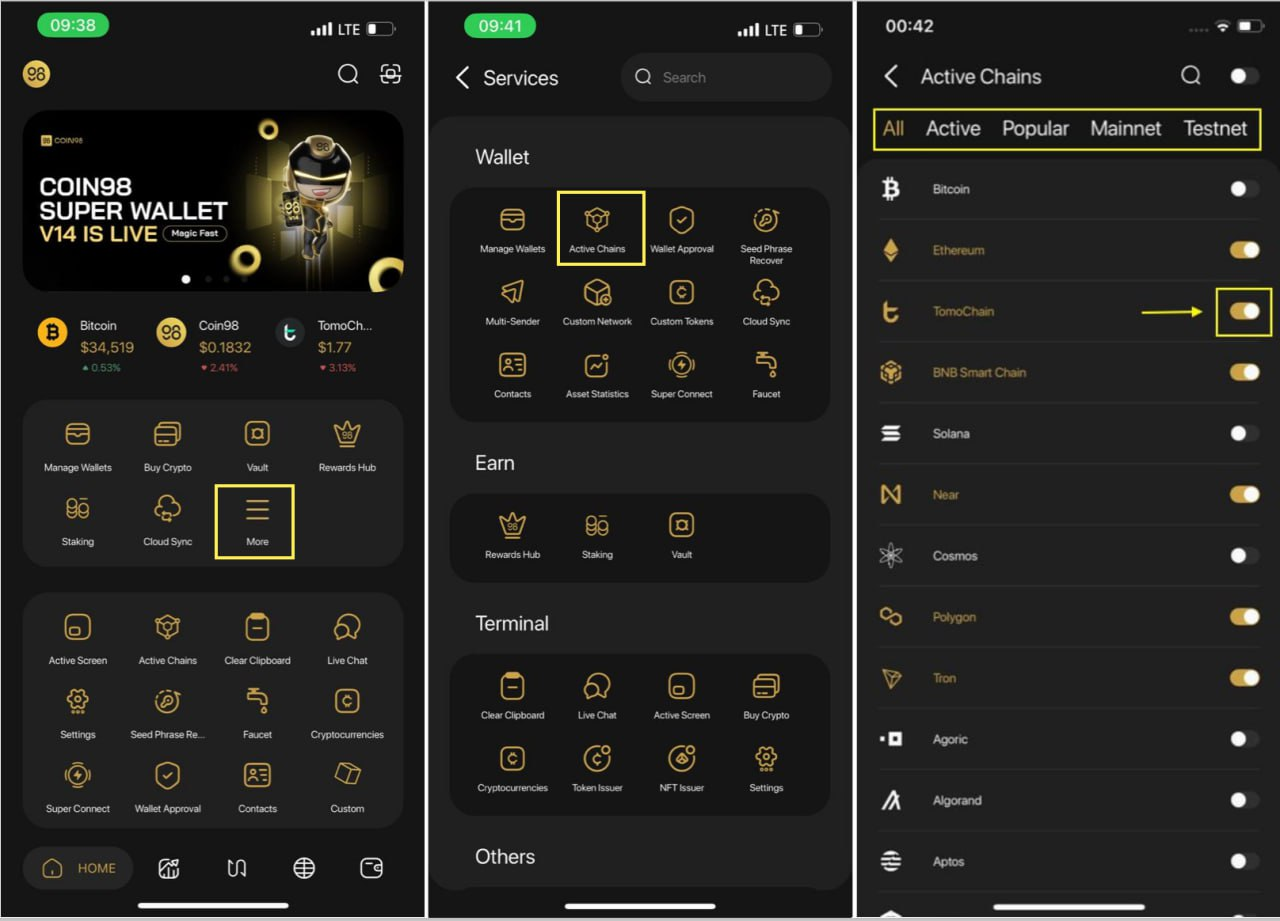 09:38
LTE
98
98 COIN98
COIN98
SUPER WALLET
V14 IS LIVE Magic Fast
Bitcoin
$34,519
0.53%
98
Coin98
$0.1832
2.41%
TomoCh...
$1.77
3.13%
Manage Wallets Buy Crypto Vault Rewards Hub
Staking Cloud Sync More
Active Screen Active Chains Clear Clipboard Live Chat
Settings Seed Phrase Re... Faucet Cryptocurrencies
Super Connect Wallet Approval Contacts Custom
HOME
09:41
LTE
Services
Search
Wallet
Manage Wallets Active Chains Wallet Approval Seed Phrase
Recover
Multi-Sender Custom Network Custom Tokens Cloud Sync
Contacts Asset Statistics Super Connect Faucet
Earn
Rewards Hub Staking Vault
Terminal
Clear Clipboard Live Chat Active Screen Buy Crypto
Cryptocurrencies Token Issuer NFT Issuer Settings
Others
00:42
Active Chains
All Active Popular Mainnet Testnet
Bitcoin
Ethereum
TomoChain
BNB Smart Chain
Solana
Near
Cosmos
Polygon
Tron
Agoric
Algorand
Aptos